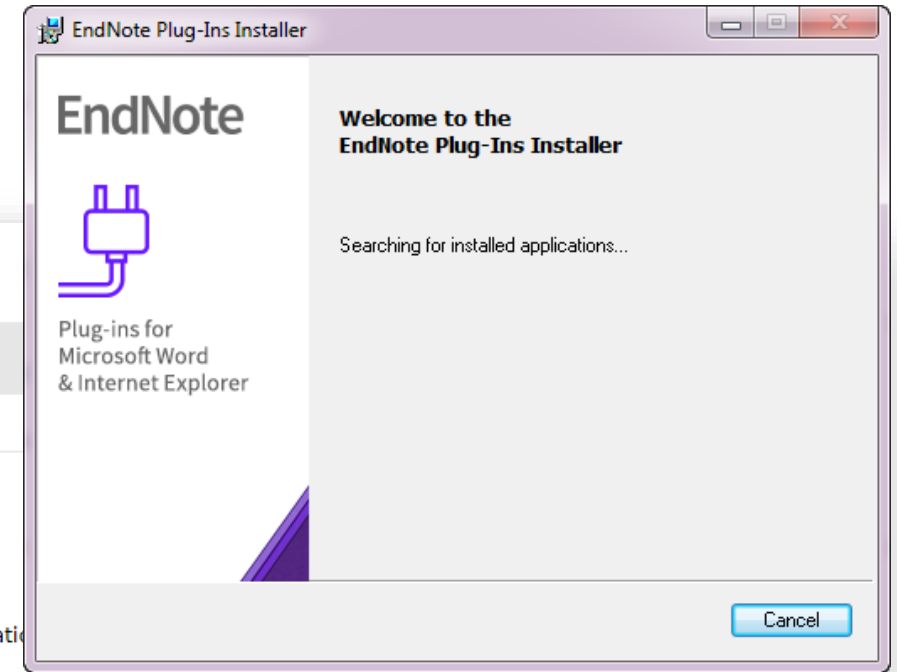 EndNote Plug-Ins Installer
EndNote
Welcome to the
EndNote Plug-Ins Installer
Searching for installed applications...
Plug-ins for
Microsoft Word
& Internet Explorer
Cancel